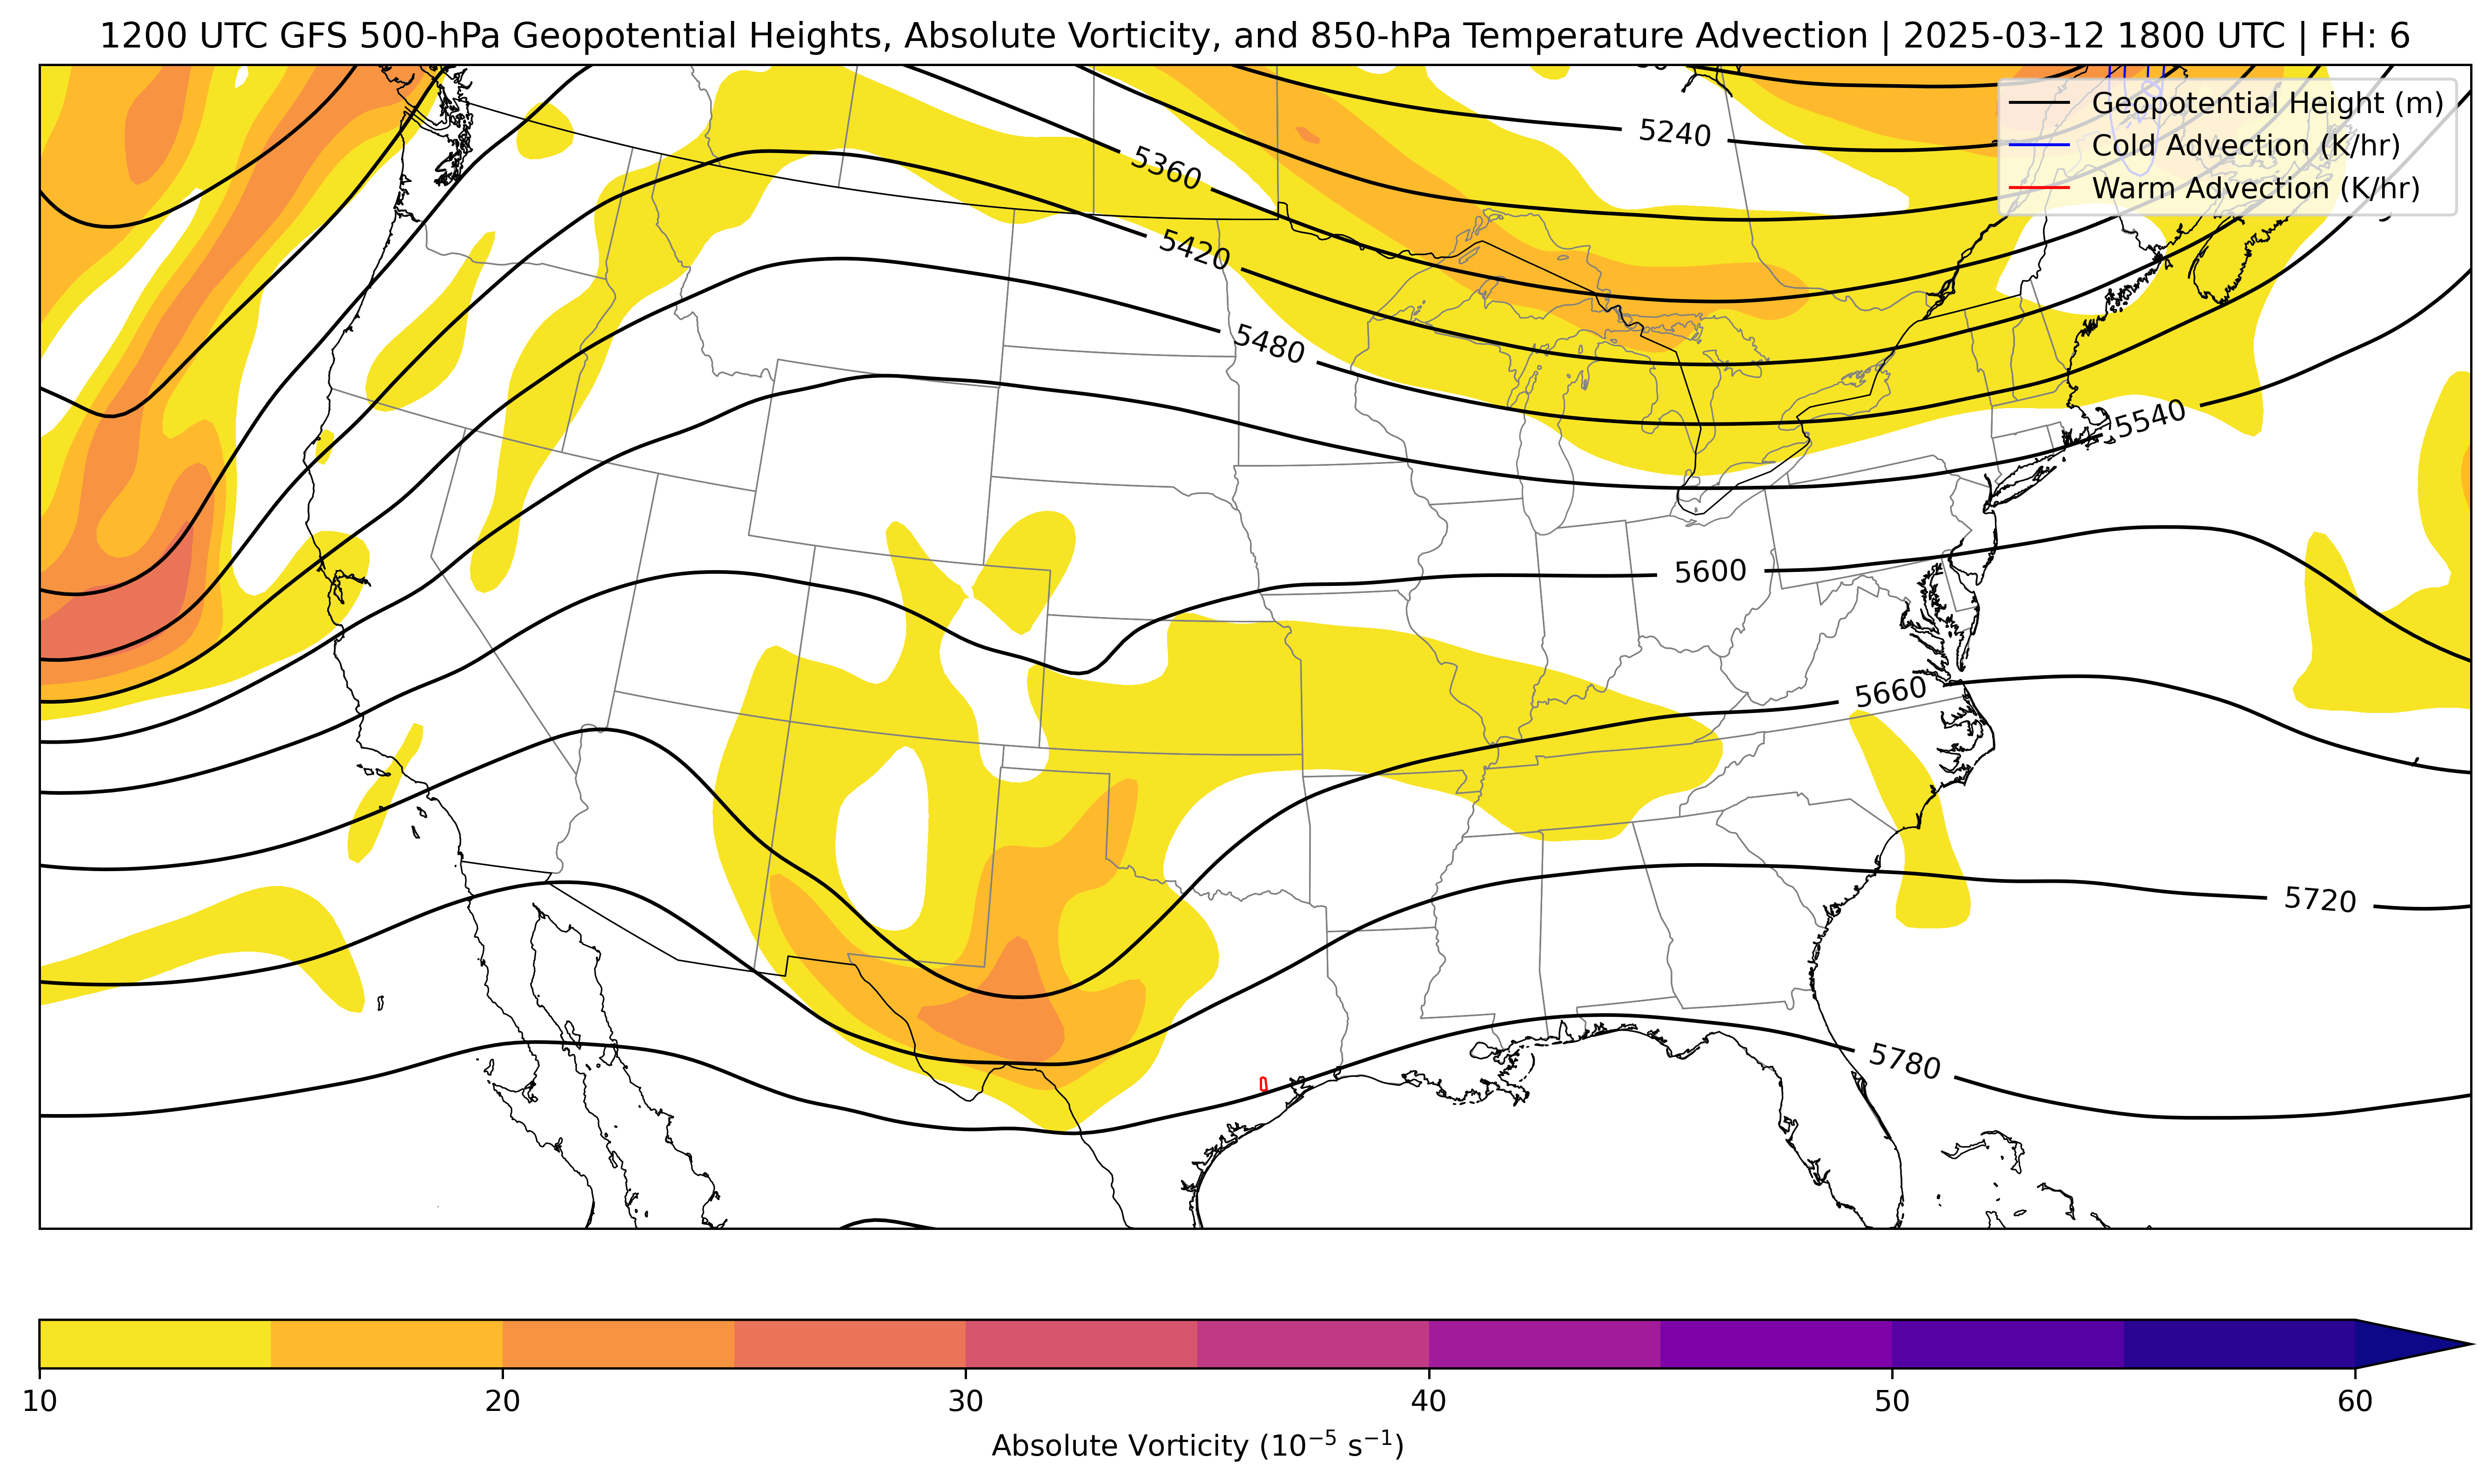 1200 UTC GFS 500-hPa Geopotential Heights, Absolute Vorticity, and 850-hPa Temperature Advection | 2025-03-12 1800 UTC | FH: 6
Geopotential Height (m)
Cold Advection (K/hr)
Warm Advection (K/hr)
5240
5360
5420
5480
5540
5600
5660
5720
5780
10 20 30 40 50 60
Absolute Vorticity (10⁻⁵ s⁻¹)